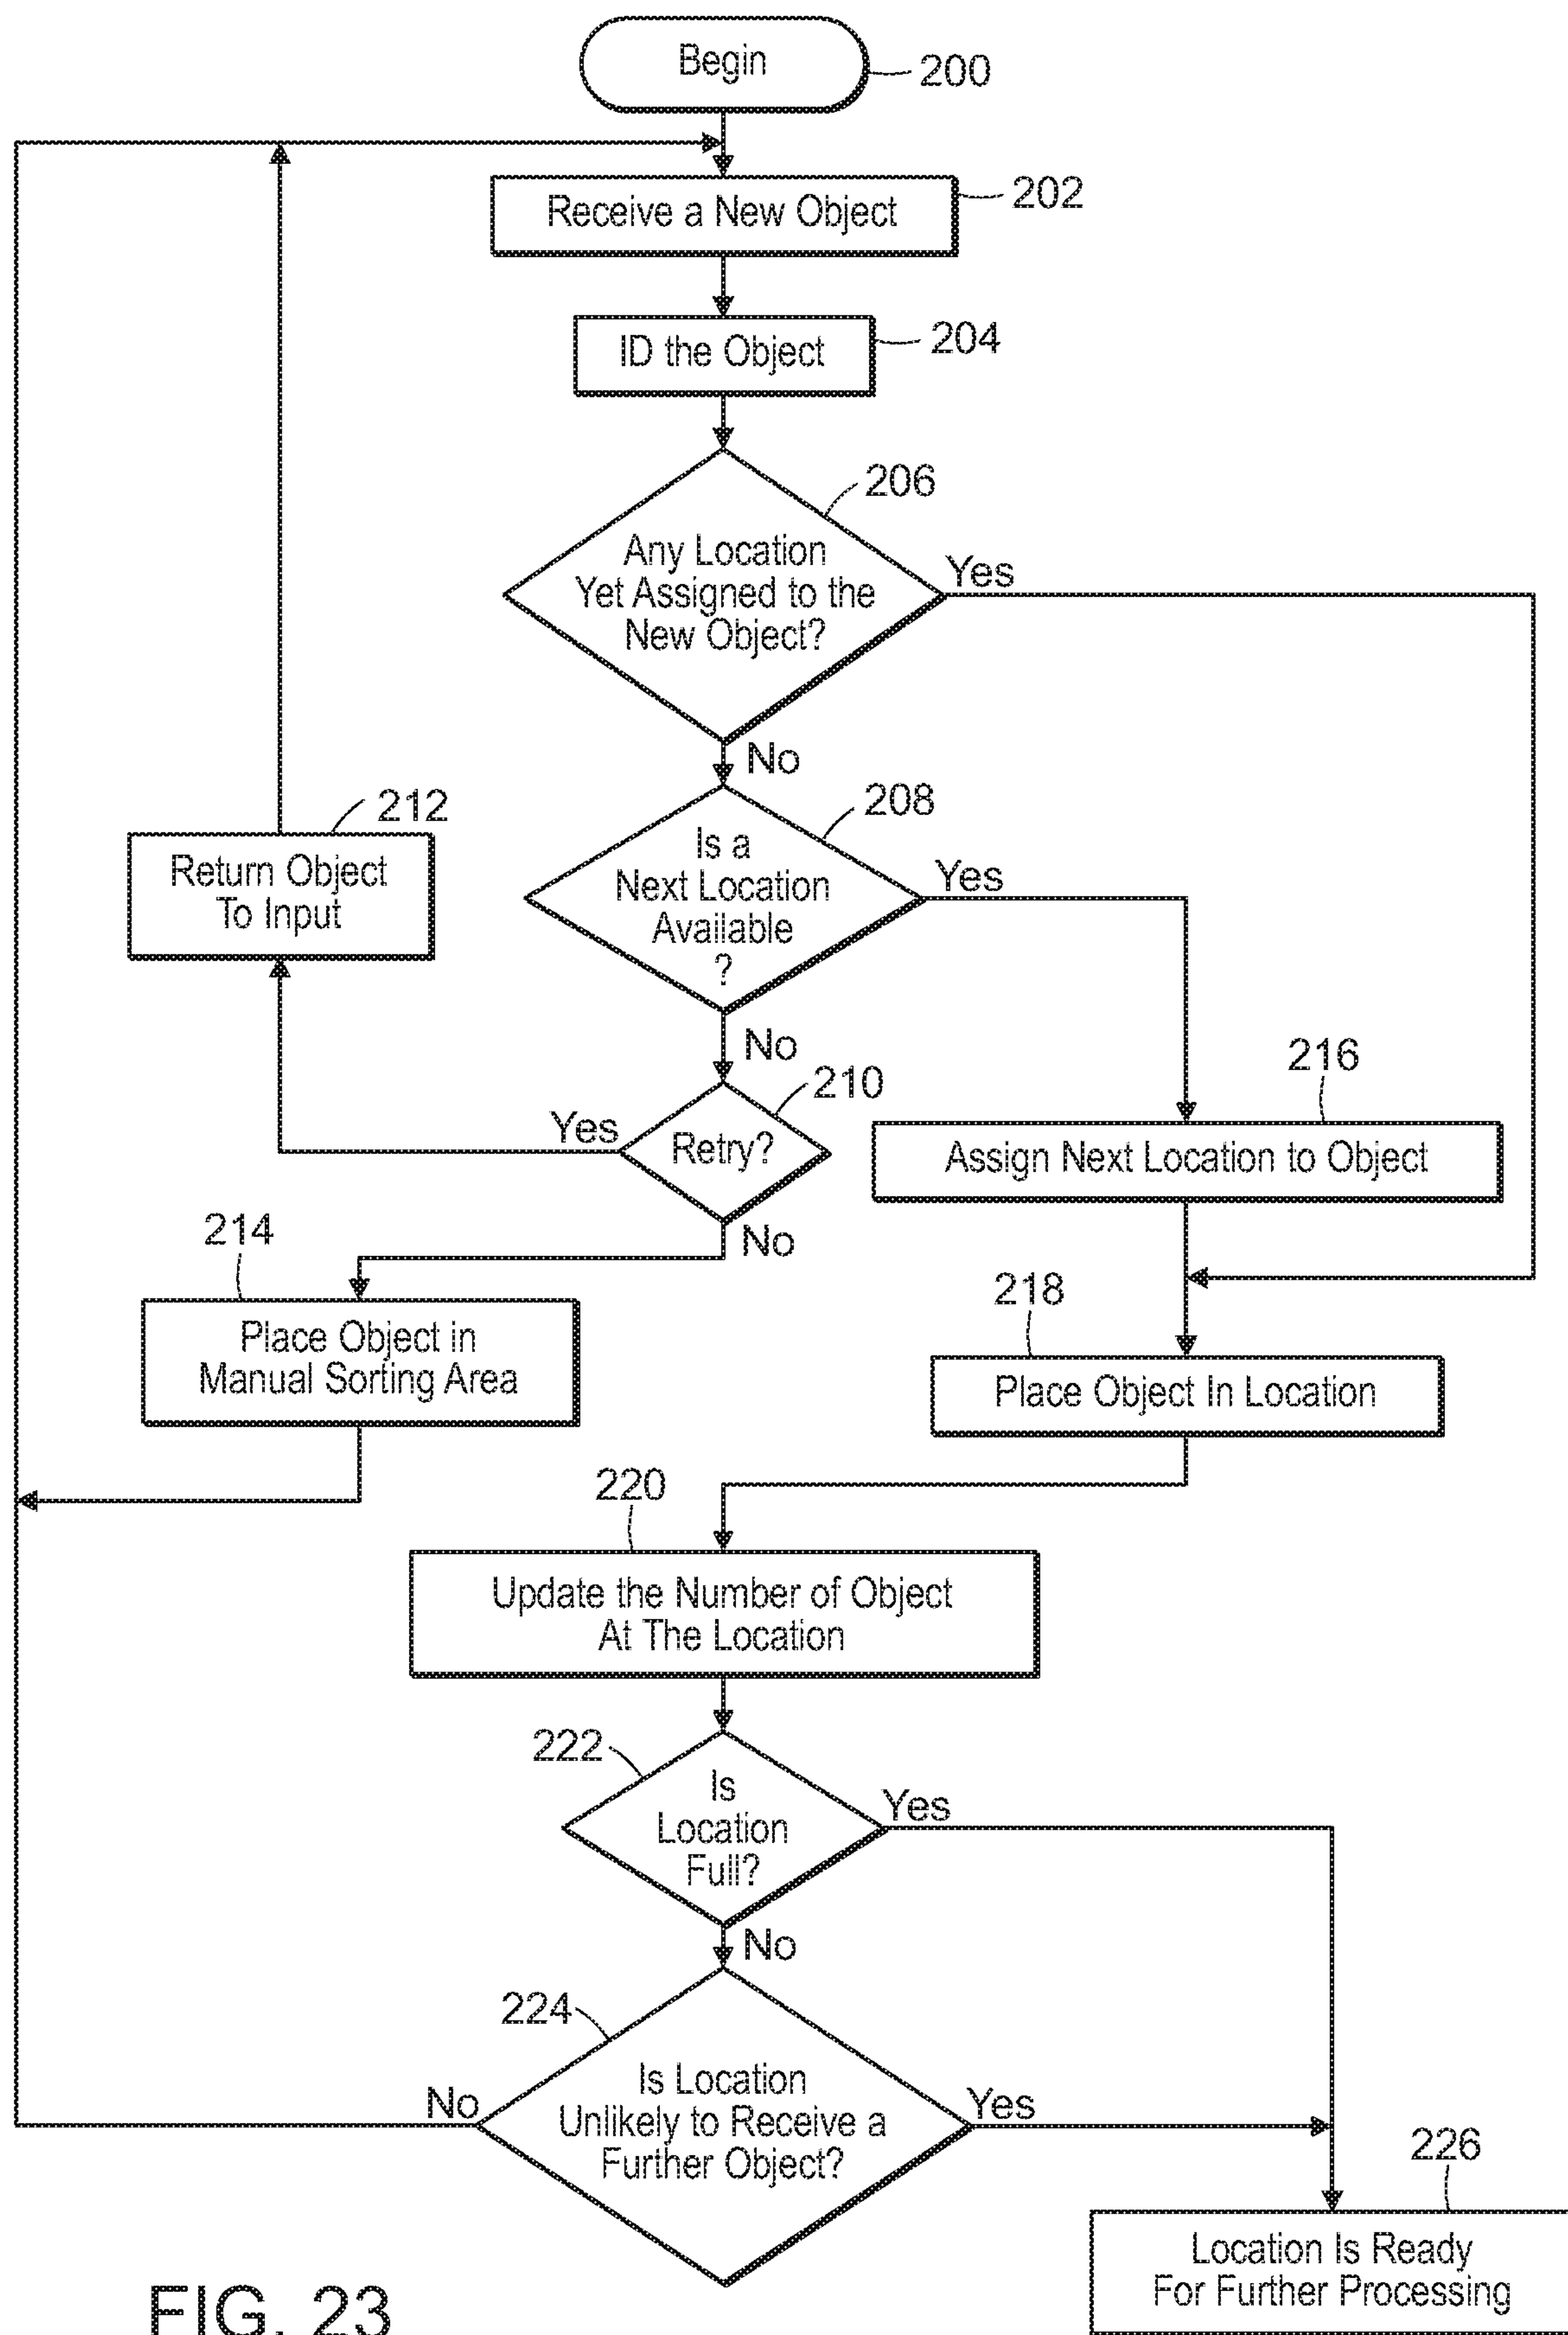 Begin
200
Receive a New Object
202
ID the Object
204
206
Any Location
Yet Assigned to the
New Object?
Yes
No
212
Return Object
To Input
208
Is a
Next Location
Available
?
Yes
No
210
Retry?
Yes
No
216
Assign Next Location to Object
214
Place Object in
Manual Sorting Area
218
Place Object In Location
220
Update the Number of Object
At The Location
222
Is
Location
Full?
Yes
No
224
Is Location
Unlikely to Receive a
Further Object?
No
Yes
226
Location Is Ready
For Further Processing
FIG. 23